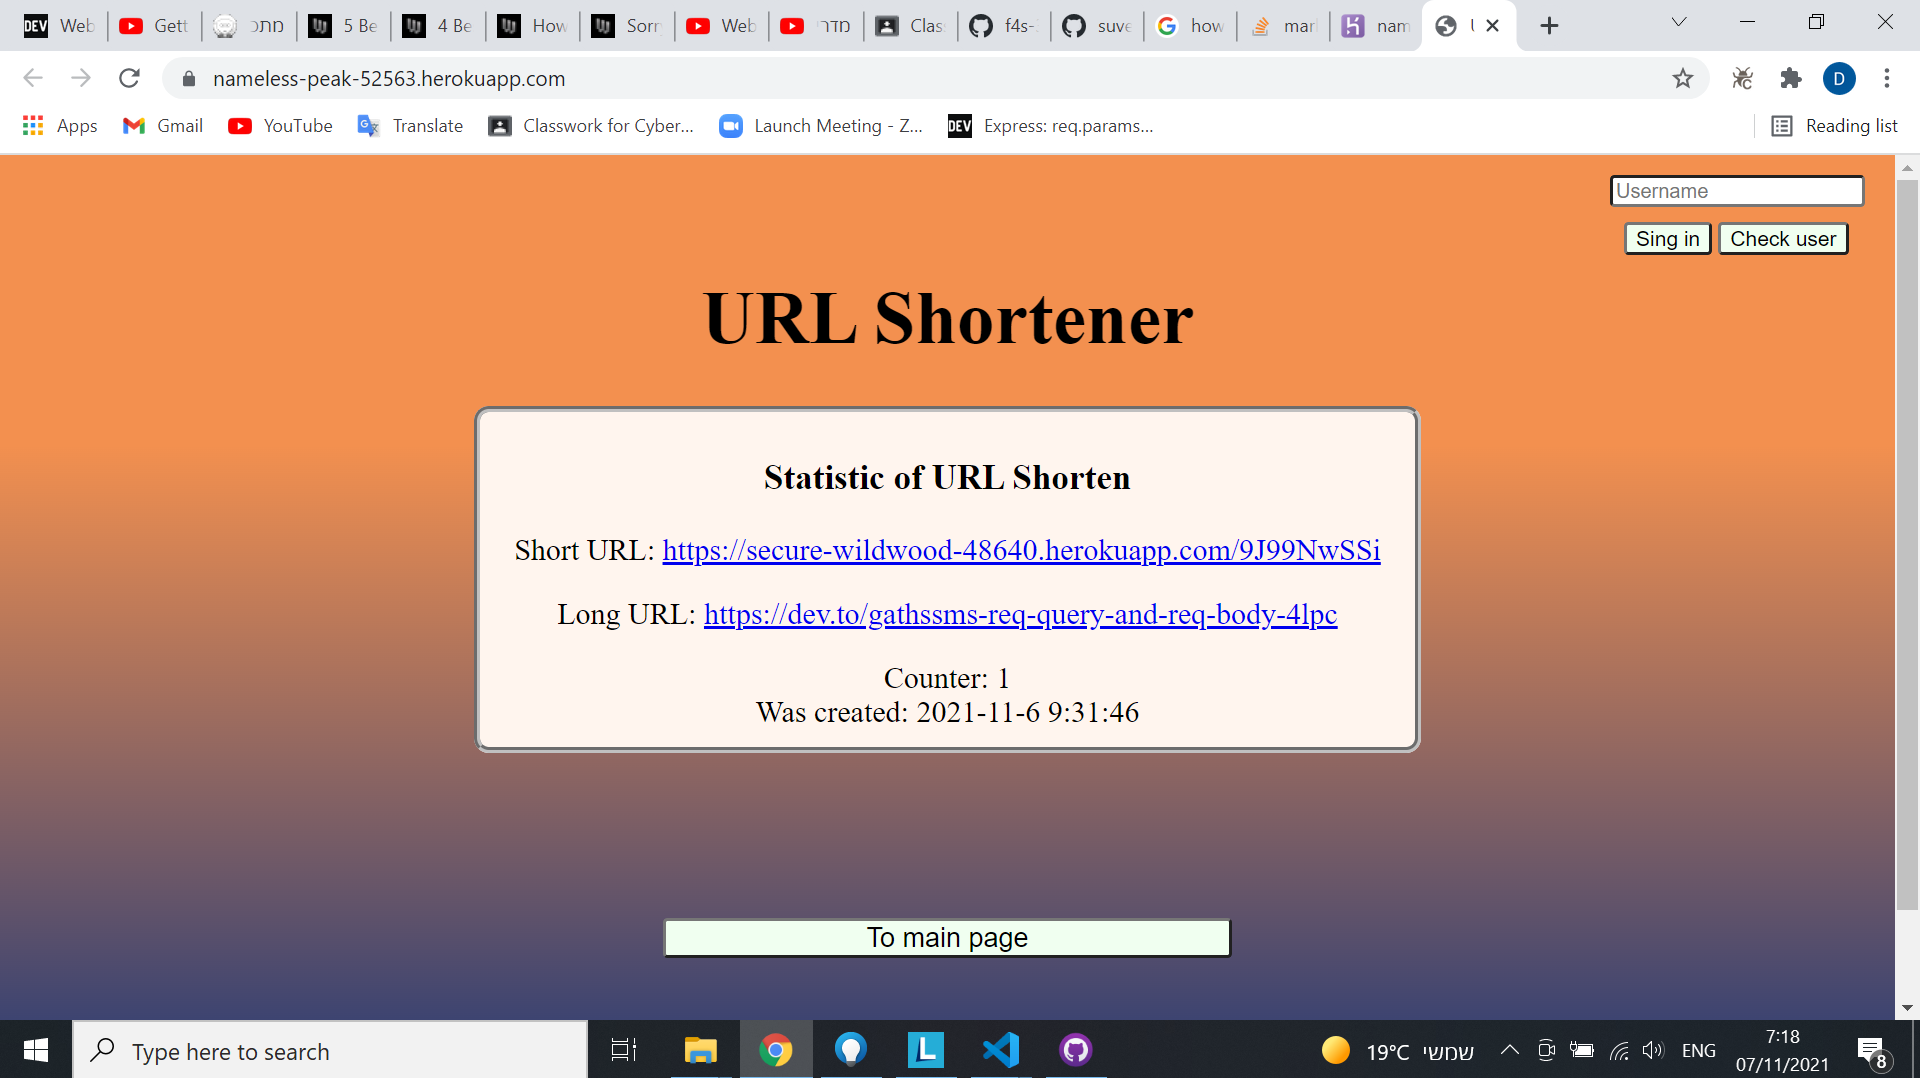 DEV Web
Gett
מתכ
5 Be
4 Be
How
Sorr
Web
מדרי
Clas
f4s-
suve
how
mar
nam
nameless-peak-52563.herokuapp.com
D
Apps
Gmail
YouTube
Translate
Classwork for Cyber...
Launch Meeting - Z...
DEV Express: req.params...
Reading list
Username
Sing in
Check user
URL Shortener
Statistic of URL Shorten
Short URL: https://secure-wildwood-48640.herokuapp.com/9J99NwSSi
Long URL: https://dev.to/gathssms-req-query-and-req-body-4lpc
Counter: 1
Was created: 2021-11-6 9:31:46
To main page
Type here to search
19°C שמשי
ENG
7:18
07/11/2021
8